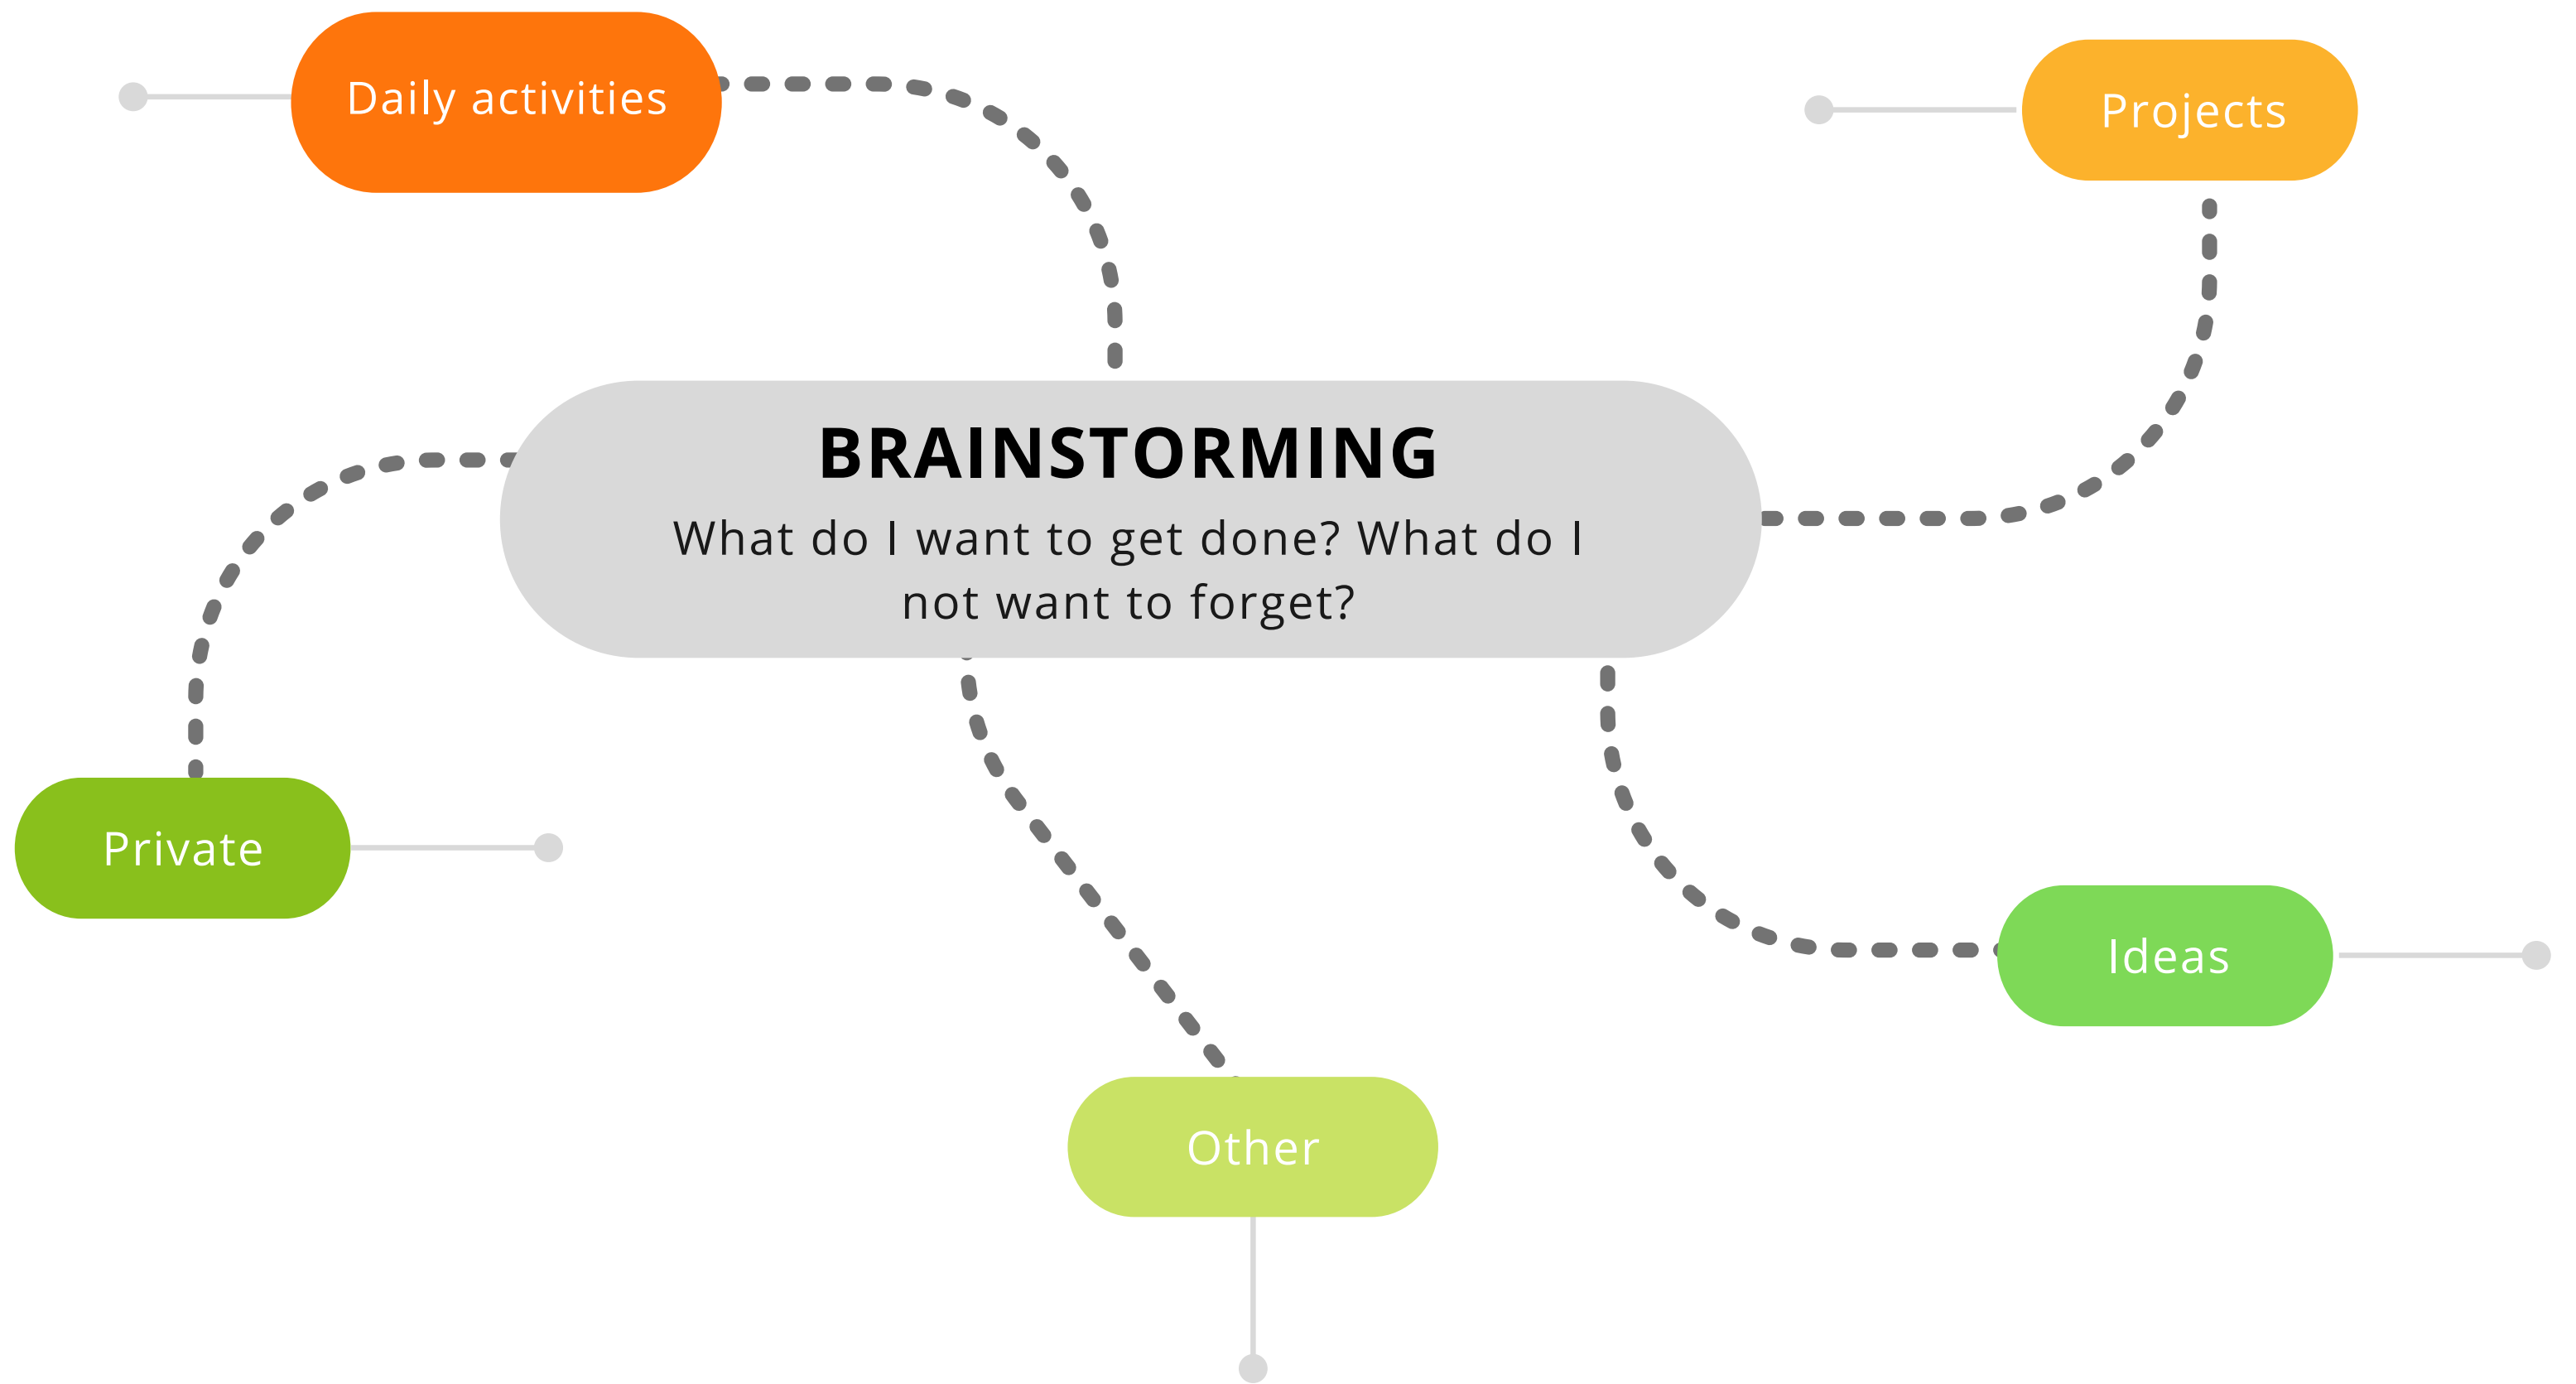 Daily activities
Projects
BRAINSTORMING
What do I want to get done? What do I
not want to forget?
Private
Ideas
Other